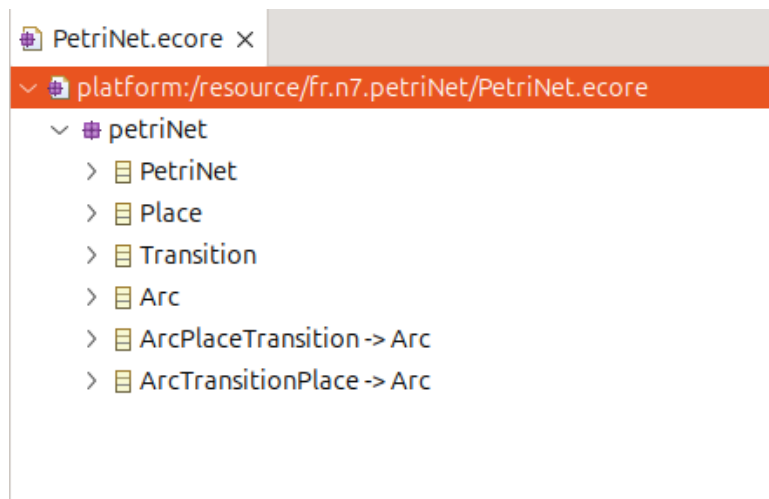 PetriNet.ecore
platform:/resource/fr.n7.petriNet/PetriNet.ecore
petriNet
PetriNet
Place
Transition
Arc
ArcPlaceTransition -> Arc
ArcTransitionPlace -> Arc